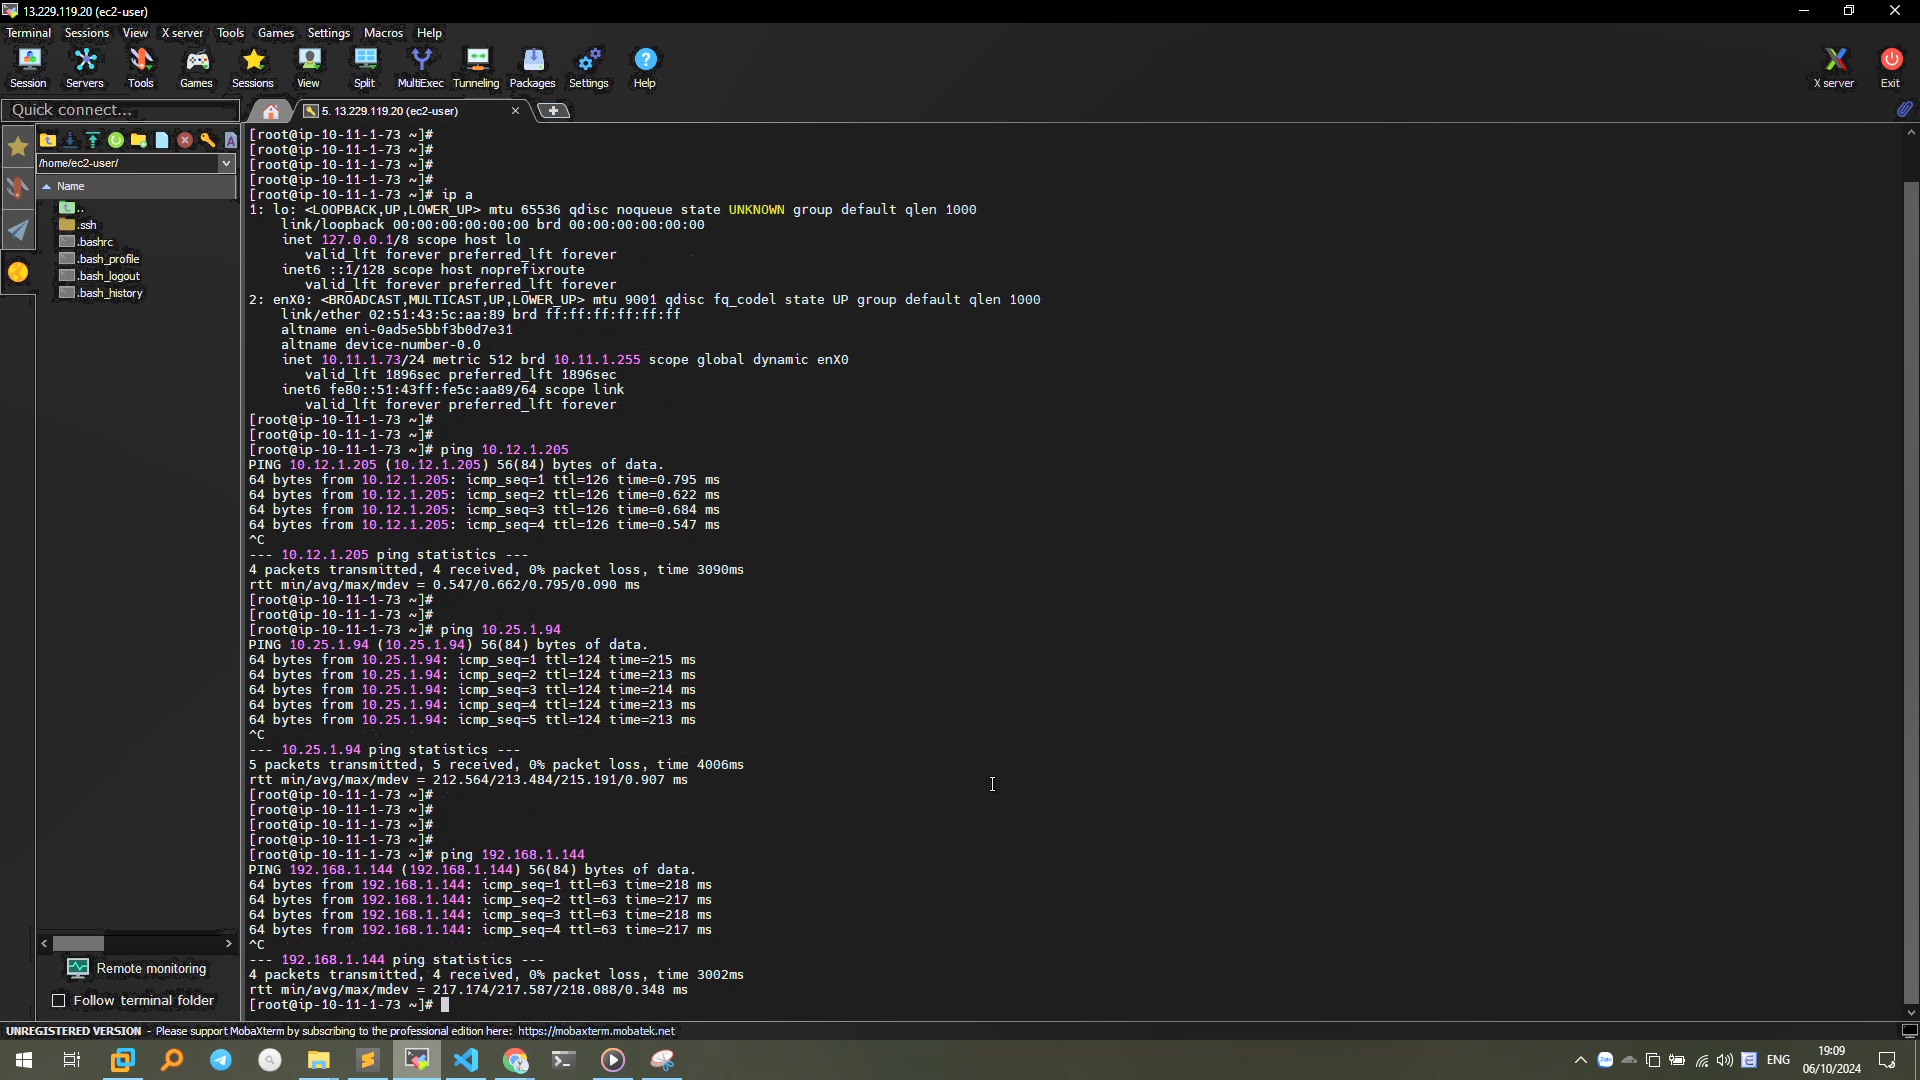 13.229.119.20 (ec2-user)
Terminal Sessions View X server Tools Games Settings Macros Help
Session Servers Tools Games Sessions View Split MultiExec Tunneling Packages Settings Help X server Exit
Quick connect...
5. 13.229.119.20 (ec2-user)
/home/ec2-user/
Name
..
.ssh
.bashrc
.bash_profile
.bash_logout
.bash_history
[root@ip-10-11-1-73 ~]#
[root@ip-10-11-1-73 ~]#
[root@ip-10-11-1-73 ~]#
[root@ip-10-11-1-73 ~]#
[root@ip-10-11-1-73 ~]# ip a
1: lo: <LOOPBACK,UP,LOWER_UP> mtu 65536 qdisc noqueue state UNKNOWN group default qlen 1000
link/loopback 00:00:00:00:00:00 brd 00:00:00:00:00:00
inet 127.0.0.1/8 scope host lo
valid_lft forever preferred_lft forever
inet6 ::1/128 scope host noprefixroute
valid_lft forever preferred_lft forever
2: enX0: <BROADCAST,MULTICAST,UP,LOWER_UP> mtu 9001 qdisc fq_codel state UP group default qlen 1000
link/ether 02:51:43:5c:aa:89 brd ff:ff:ff:ff:ff:ff
altname eni-0ad5e5bbf3b0d7e31
altname device-number-0.0
inet 10.11.1.73/24 metric 512 brd 10.11.1.255 scope global dynamic enX0
valid_lft 1896sec preferred_lft 1896sec
inet6 fe80::51:43ff:fe5c:aa89/64 scope link
valid_lft forever preferred_lft forever
[root@ip-10-11-1-73 ~]#
[root@ip-10-11-1-73 ~]#
[root@ip-10-11-1-73 ~]# ping 10.12.1.205
PING 10.12.1.205 (10.12.1.205) 56(84) bytes of data.
64 bytes from 10.12.1.205: icmp_seq=1 ttl=126 time=0.795 ms
64 bytes from 10.12.1.205: icmp_seq=2 ttl=126 time=0.622 ms
64 bytes from 10.12.1.205: icmp_seq=3 ttl=126 time=0.684 ms
64 bytes from 10.12.1.205: icmp_seq=4 ttl=126 time=0.547 ms
^C
--- 10.12.1.205 ping statistics ---
4 packets transmitted, 4 received, 0% packet loss, time 3090ms
rtt min/avg/max/mdev = 0.547/0.662/0.795/0.090 ms
[root@ip-10-11-1-73 ~]#
[root@ip-10-11-1-73 ~]#
[root@ip-10-11-1-73 ~]# ping 10.25.1.94
PING 10.25.1.94 (10.25.1.94) 56(84) bytes of data.
64 bytes from 10.25.1.94: icmp_seq=1 ttl=124 time=215 ms
64 bytes from 10.25.1.94: icmp_seq=2 ttl=124 time=213 ms
64 bytes from 10.25.1.94: icmp_seq=3 ttl=124 time=214 ms
64 bytes from 10.25.1.94: icmp_seq=4 ttl=124 time=213 ms
64 bytes from 10.25.1.94: icmp_seq=5 ttl=124 time=213 ms
^C
--- 10.25.1.94 ping statistics ---
5 packets transmitted, 5 received, 0% packet loss, time 4006ms
rtt min/avg/max/mdev = 212.564/213.484/215.191/0.907 ms
[root@ip-10-11-1-73 ~]#
[root@ip-10-11-1-73 ~]#
[root@ip-10-11-1-73 ~]#
[root@ip-10-11-1-73 ~]#
[root@ip-10-11-1-73 ~]# ping 192.168.1.144
PING 192.168.1.144 (192.168.1.144) 56(84) bytes of data.
64 bytes from 192.168.1.144: icmp_seq=1 ttl=63 time=218 ms
64 bytes from 192.168.1.144: icmp_seq=2 ttl=63 time=217 ms
64 bytes from 192.168.1.144: icmp_seq=3 ttl=63 time=218 ms
64 bytes from 192.168.1.144: icmp_seq=4 ttl=63 time=217 ms
^C
--- 192.168.1.144 ping statistics ---
4 packets transmitted, 4 received, 0% packet loss, time 3002ms
rtt min/avg/max/mdev = 217.174/217.587/218.088/0.348 ms
[root@ip-10-11-1-73 ~]#
Remote monitoring
Follow terminal folder
UNREGISTERED VERSION - Please support MobaXterm by subscribing to the professional edition here: https://mobaxterm.mobatek.net
ENG
19:09
06/10/2024